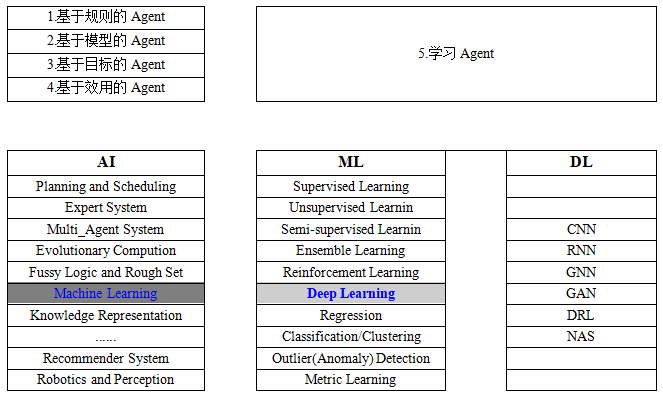 1.基于规则的 Agent
2.基于模型的 Agent
3.基于目标的 Agent
4.基于效用的 Agent
5.学习 Agent
AI
Planning and Scheduling
Expert System
Multi_Agent System
Evolutionary Compution
Fussy Logic and Rough Set
Machine Learning
Knowledge Representation
......
Recommender System
Robotics and Perception
ML
Supervised Learning
Unsupervised Learnin
Semi-supervised Learnin
Ensemble Learning
Reinforcement Learning
Deep Learning
Regression
Classification/Clustering
Outlier(Anomaly) Detection
Metric Learning
DL
CNN
RNN
GNN
GAN
DRL
NAS